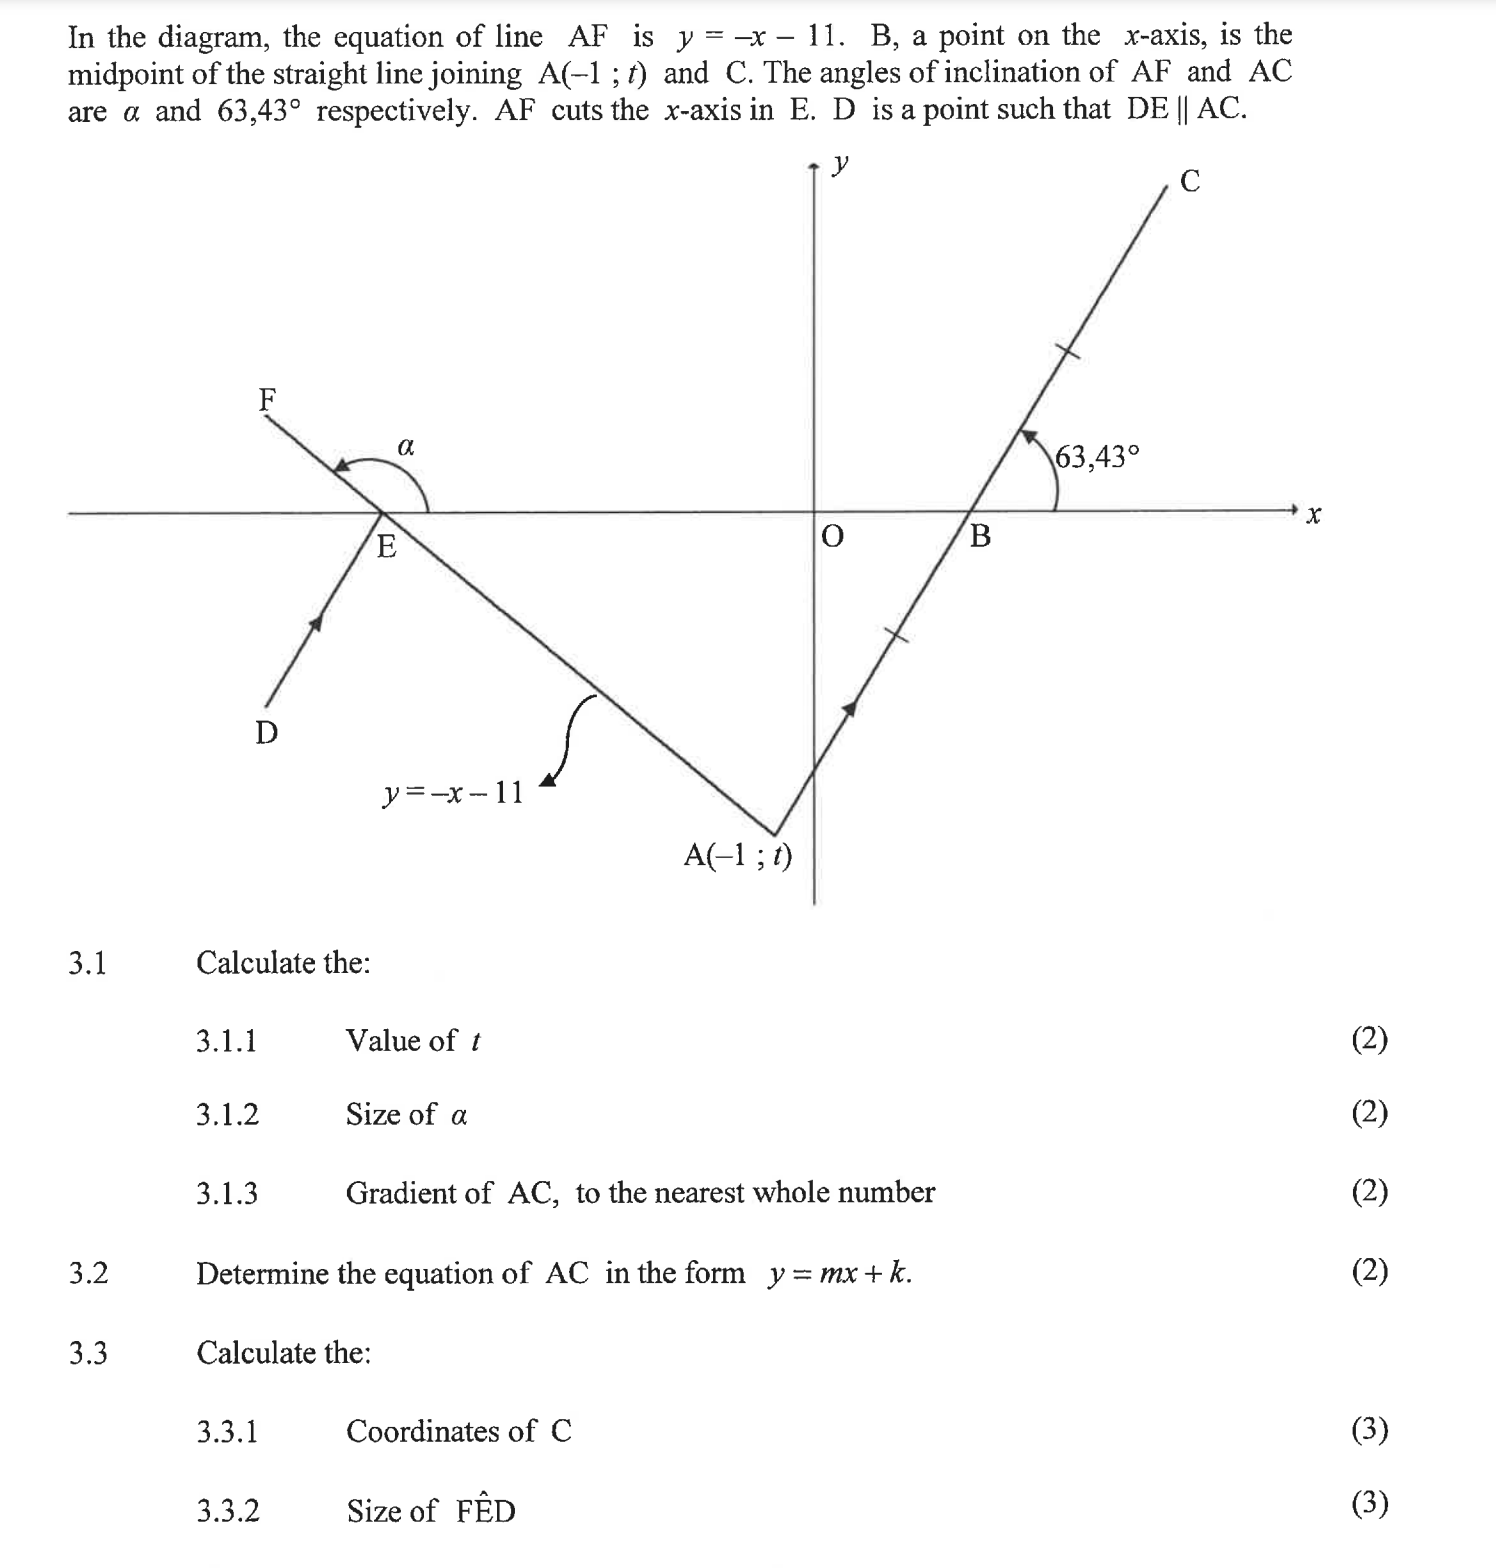 In the diagram, the equation of line AF is y = –x – 11. B, a point on the x-axis, is the
midpoint of the straight line joining A(–1 ; t) and C. The angles of inclination of AF and AC
are α and 63,43° respectively. AF cuts the x-axis in E. D is a point such that DE || AC.
y
C
F
α
63,43°
x
E
O
B
D
y = –x – 11
A(–1 ; t)
3.1 Calculate the:
3.1.1 Value of t (2)
3.1.2 Size of α (2)
3.1.3 Gradient of AC, to the nearest whole number (2)
3.2 Determine the equation of AC in the form y = mx + k. (2)
3.3 Calculate the:
3.3.1 Coordinates of C (3)
3.3.2 Size of FÊD (3)